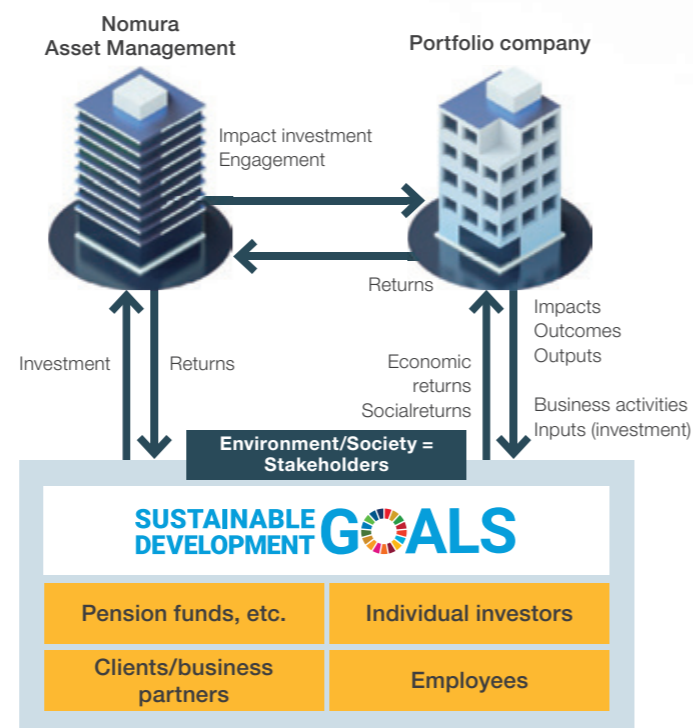 Nomura
Asset Management
Portfolio company
Impact investment
Engagement
Returns
Investment
Returns
Economic
returns
Socialreturns
Impacts
Outcomes
Outputs
Business activities
Inputs (investment)
Environment/Society =
Stakeholders
SUSTAINABLE
DEVELOPMENT
GOALS
Pension funds, etc.
Individual investors
Clients/business
partners
Employees